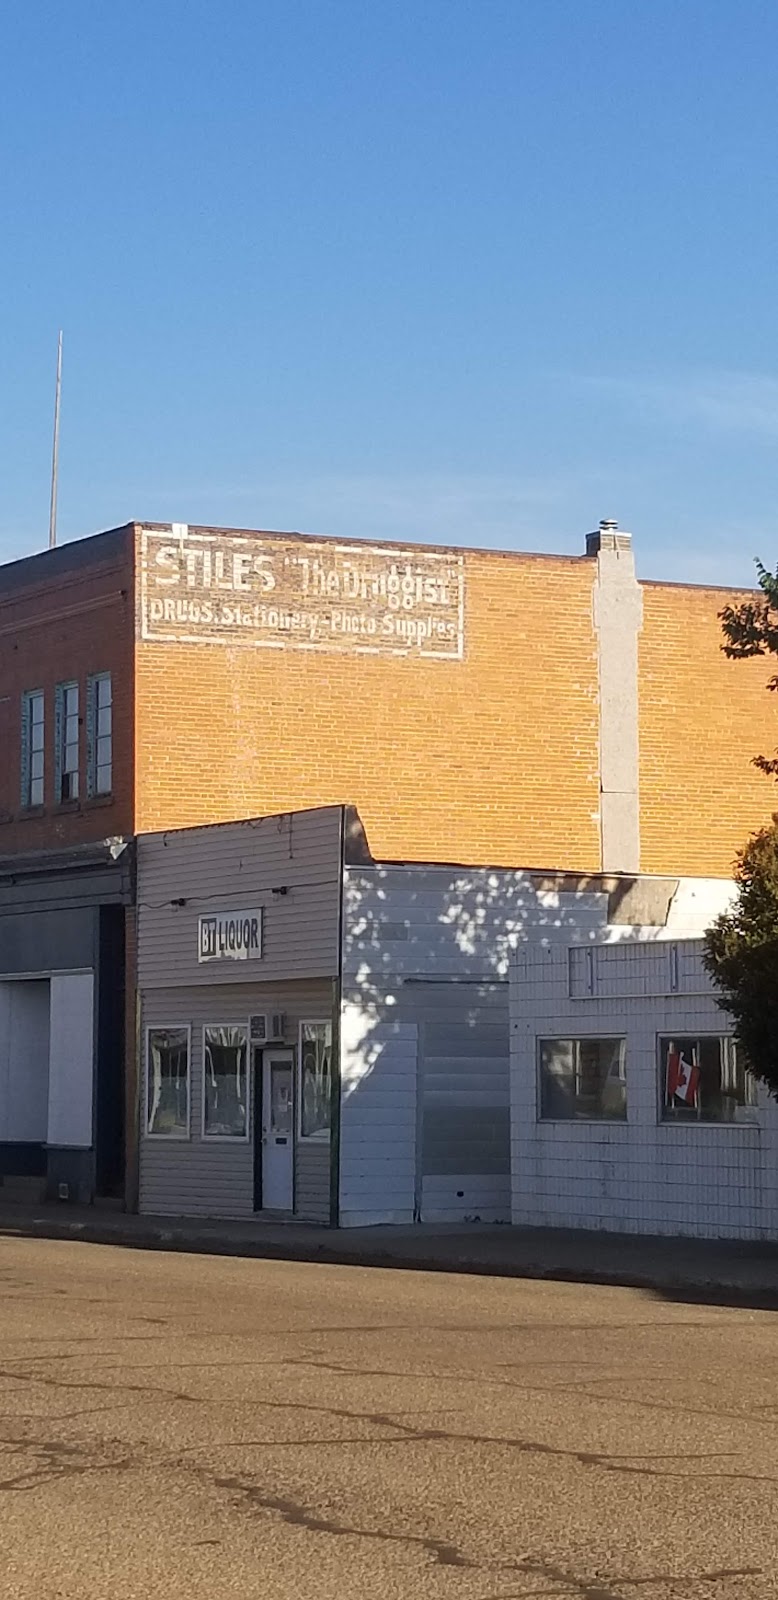 STILES "The Druggist"
DRUGS. Stationery - Photo Supplies
BT LIQUOR